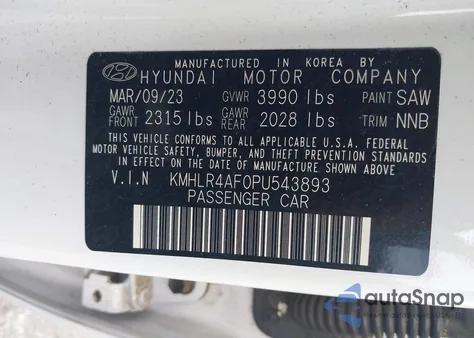 MANUFACTURED IN KOREA BY
HYUNDAI MOTOR COMPANY
MAR/09/23 GVWR 3990 lbs PAINT SAW
GAWR FRONT 2315 lbs GAWR REAR 2028 lbs TRIM NNB
THIS VEHICLE CONFORMS TO ALL APPLICABLE U.S.A. FEDERAL
MOTOR VEHICLE SAFETY, BUMPER, AND THEFT PREVENTION
STANDARDS IN EFFECT ON THE DATE OF MANUFACTURE SHOWN ABOVE
V.I.N KMHLR4AF0PU543893
PASSENGER CAR
autoSnap